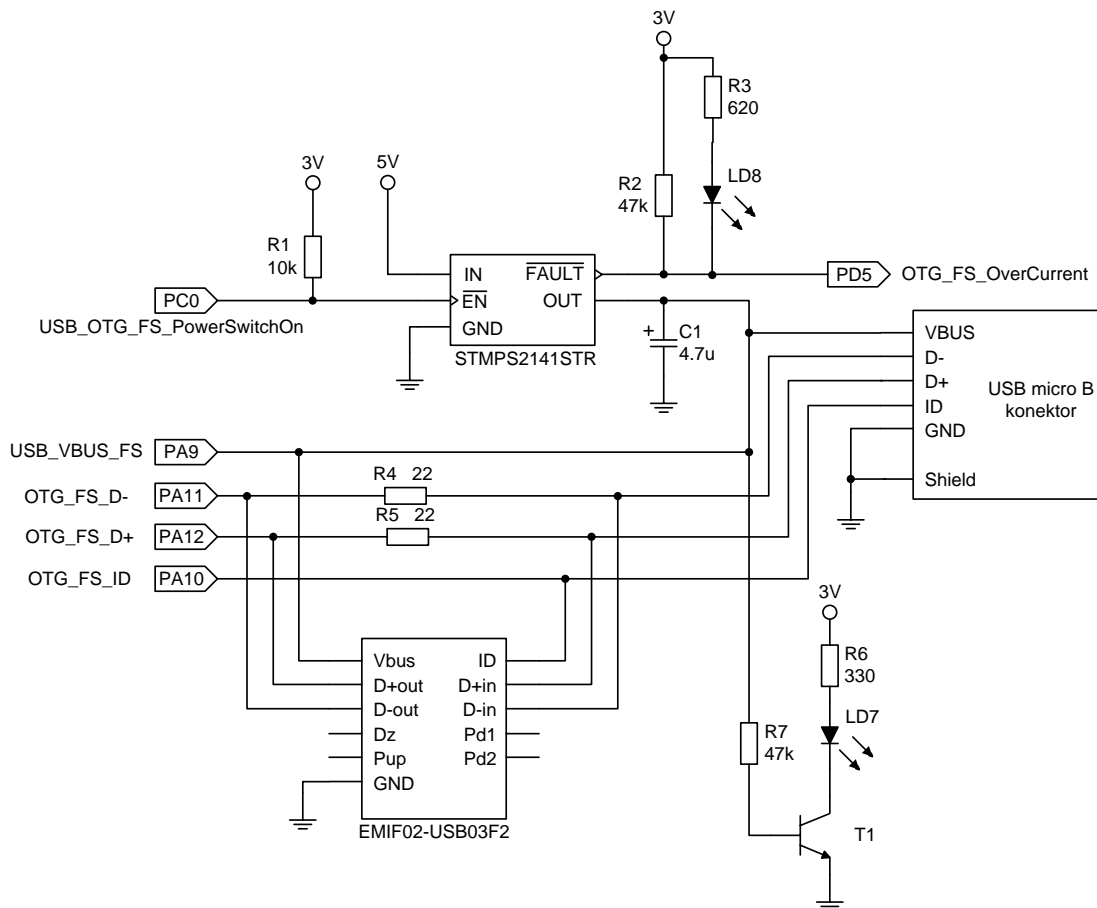 3V
R3
620
3V
5V
R2
47k
LD8
R1
10k
IN
FAULT
PD5
OTG_FS_OverCurrent
PC0
EN
OUT
USB_OTG_FS_PowerSwitchOn
GND
STMPS2141STR
+
C1
4.7u
VBUS
D-
D+
ID
GND
Shield
USB micro B
konektor
USB_VBUS_FS
PA9
R4 22
OTG_FS_D-
PA11
R5 22
OTG_FS_D+
PA12
OTG_FS_ID
PA10
3V
Vbus
ID
D+out
D+in
D-out
D-in
Dz
Pd1
Pup
Pd2
GND
EMIF02-USB03F2
R6
330
LD7
R7
47k
T1